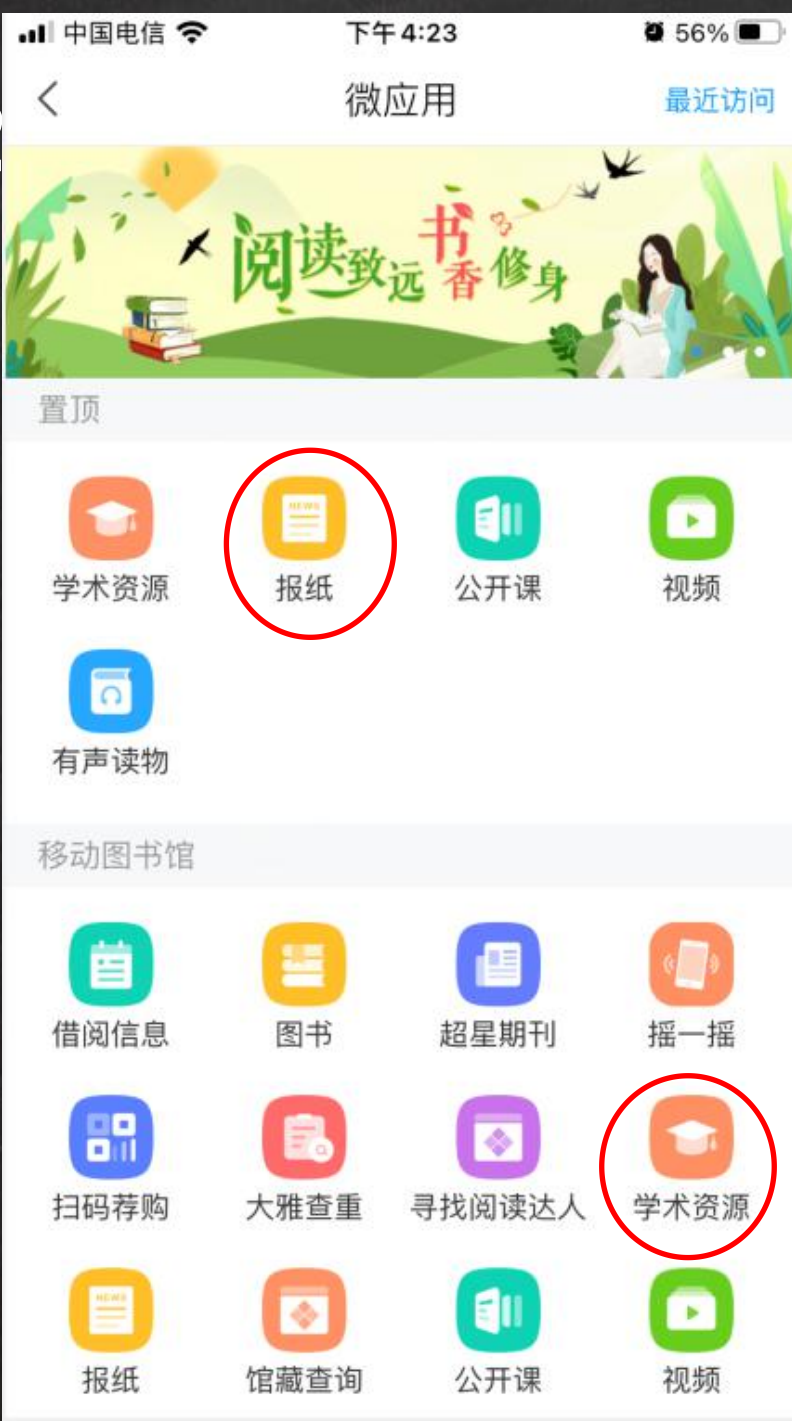 中国电信 下午4:23 56%
微应用 最近访问
阅读致远 书香修身
置顶
NEWS
学术资源 报纸 公开课 视频
有声读物
移动图书馆
借阅信息 图书 超星期刊 摇一摇
扫码荐购 大雅查重 寻找阅读达人 学术资源
NEWS
报纸 馆藏查询 公开课 视频